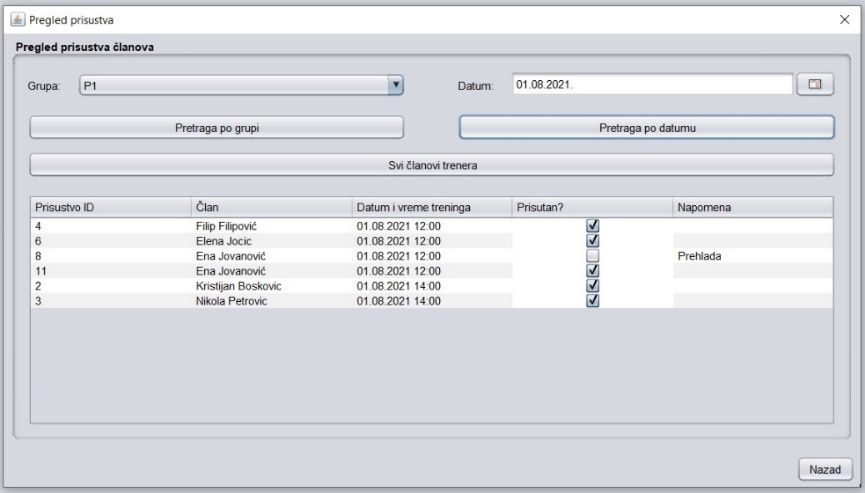 Pregled prisustva
Pregled prisustva članova
Grupa: P1 Datum: 01.08.2021.
Pretraga po grupi Pretraga po datumu
Svi članovi trenera
Prisustvo ID Član Datum i vreme treninga Prisutan? Napomena
4 Filip Filipović 01.08.2021 12:00
6 Elena Jocic 01.08.2021 12:00
8 Ena Jovanović 01.08.2021 12:00 Prehlada
11 Ena Jovanović 01.08.2021 12:00
2 Kristijan Boskovic 01.08.2021 14:00
3 Nikola Petrovic 01.08.2021 14:00
Nazad